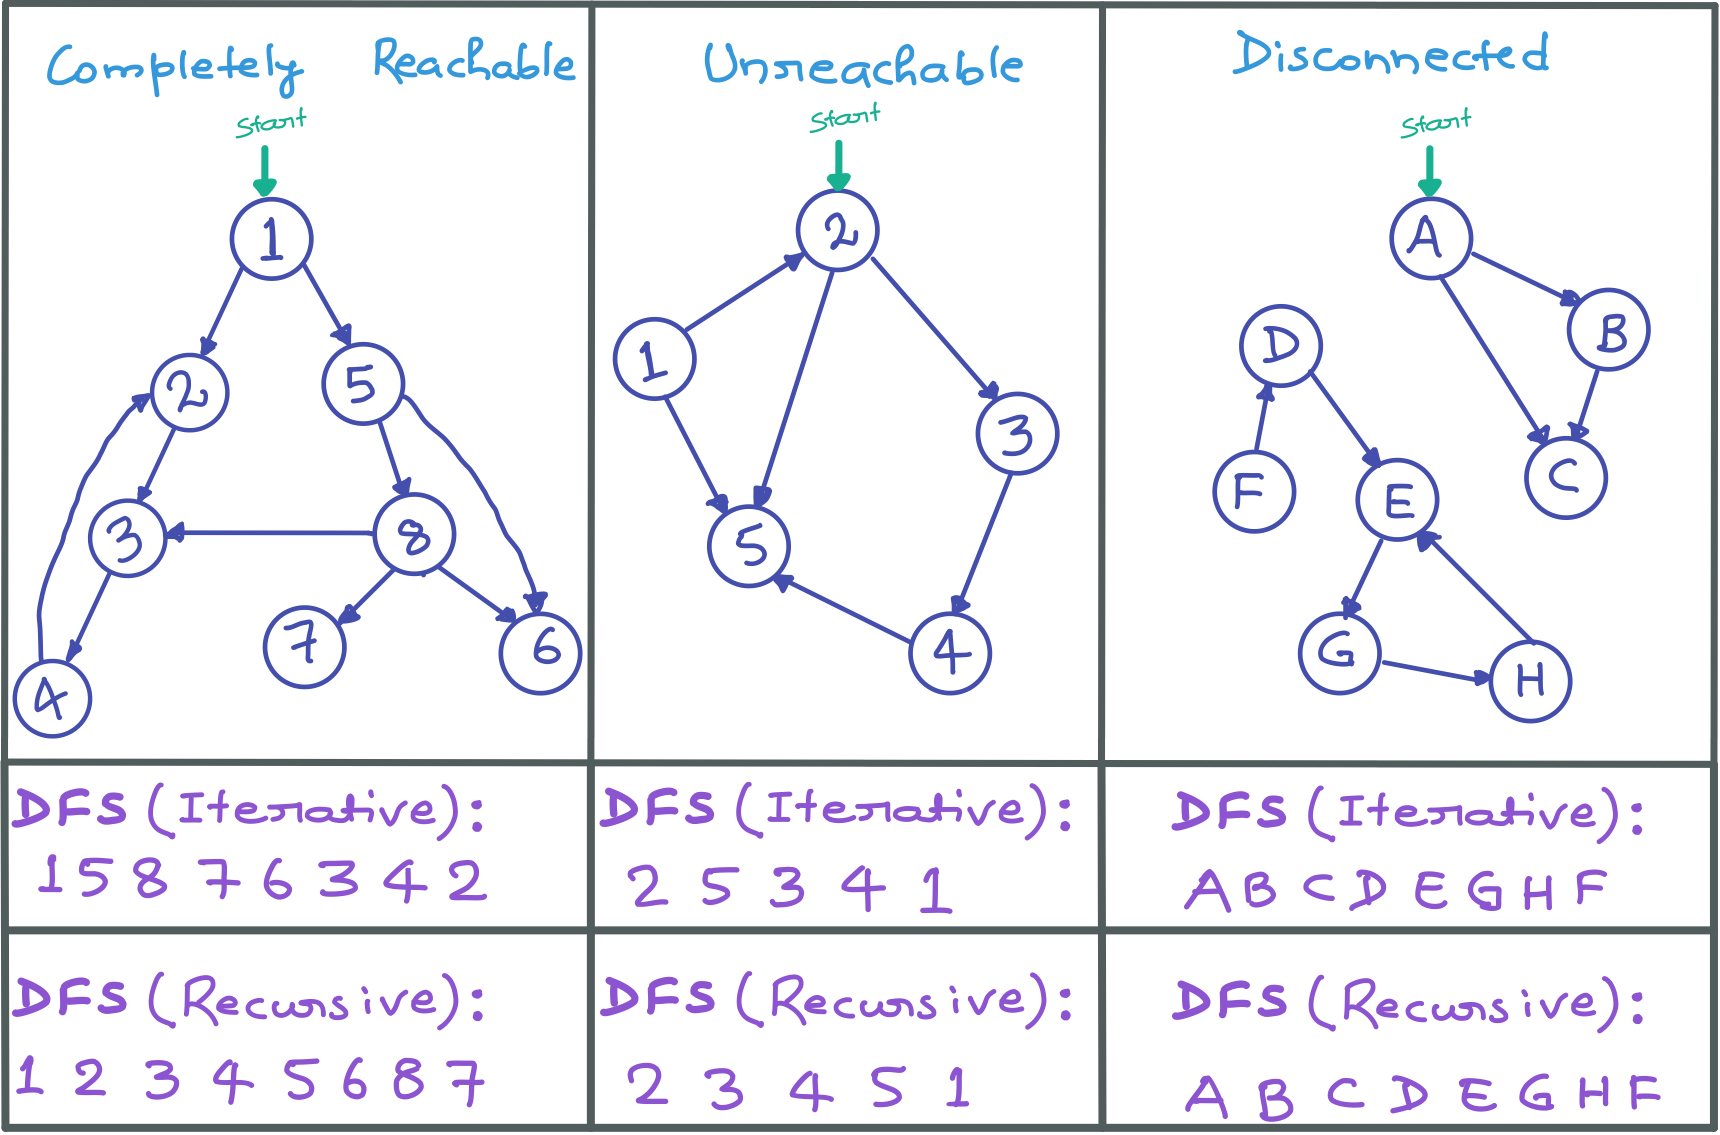 Completely Reachable
start
1
2
5
3
8
7
6
4
Unreachable
start
2
1
3
5
4
Disconnected
start
A
B
D
C
F
E
G
H
DFS (Iterative):
1 5 8 7 6 3 4 2
DFS (Iterative):
2 5 3 4 1
DFS (Iterative):
A B C D E G H F
DFS (Recursive):
1 2 3 4 5 6 8 7
DFS (Recursive):
2 3 4 5 1
DFS (Recursive):
A B C D E G H F